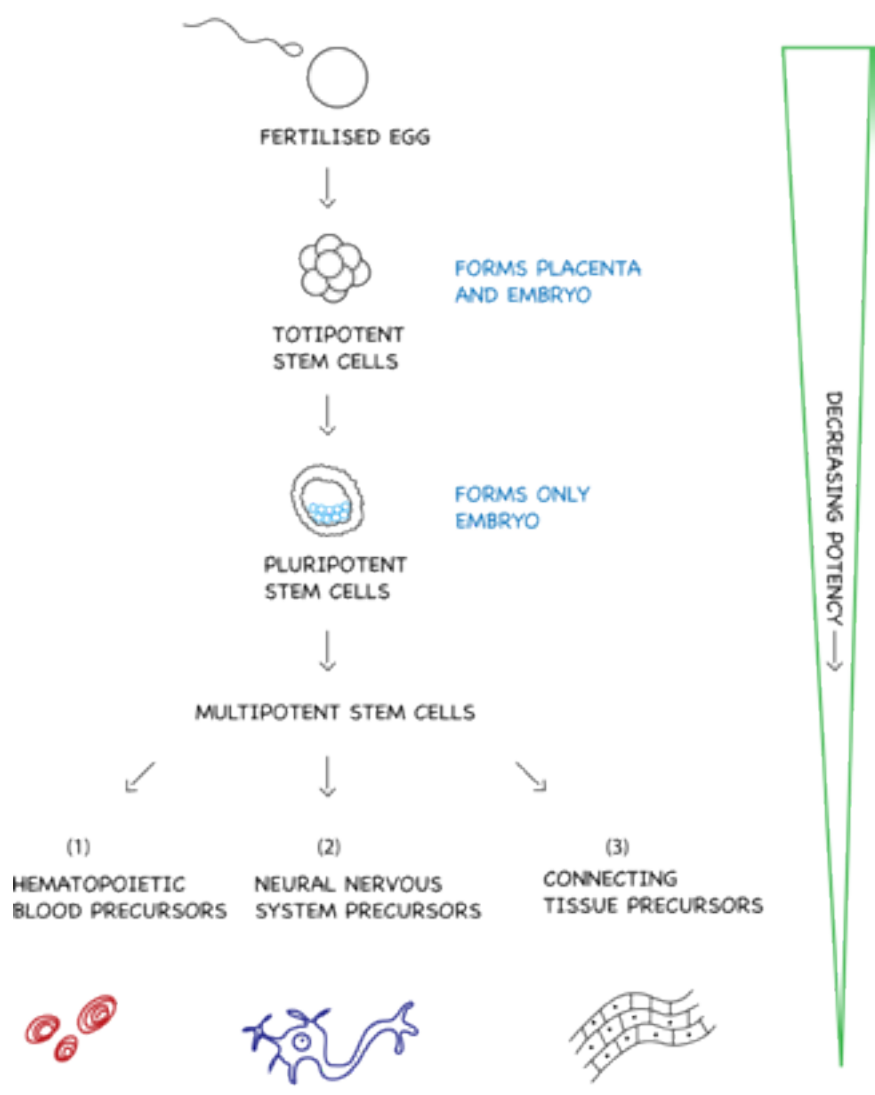 FERTILISED EGG
FORMS PLACENTA
AND EMBRYO
TOTIPOTENT
STEM CELLS
FORMS ONLY
EMBRYO
PLURIPOTENT
STEM CELLS
DECREASING POTENCY
MULTIPOTENT STEM CELLS
(1)
HEMATOPOIETIC
BLOOD PRECURSORS
(2)
NEURAL NERVOUS
SYSTEM PRECURSORS
(3)
CONNECTING
TISSUE PRECURSORS